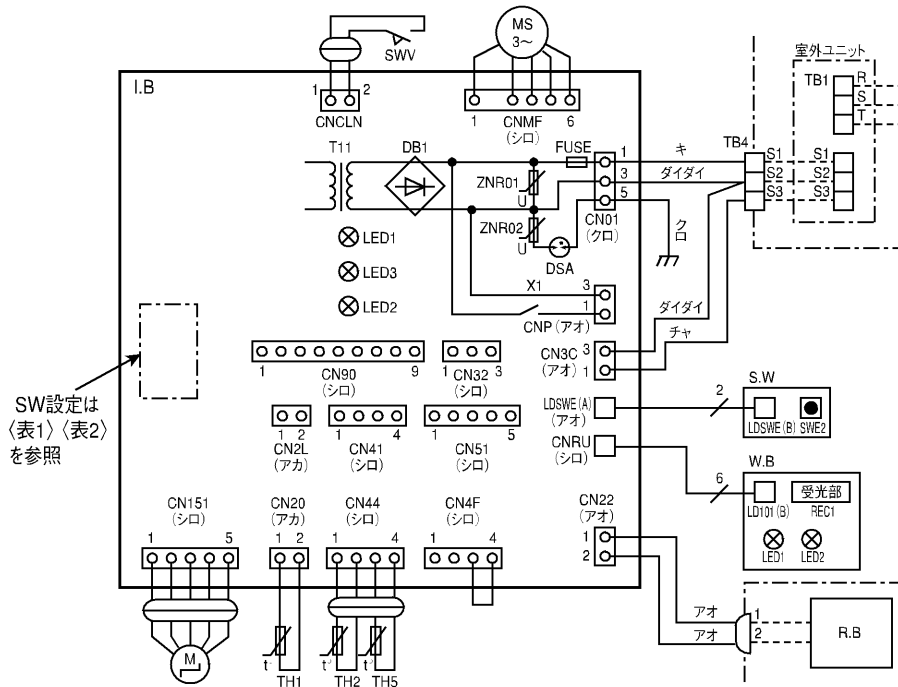 SWV
MS
3～
室外ユニット
I.B
1 2
CNCLN
1 6
CNMF
(シロ)
TB1
R
S
T
T11
DB1
FUSE
1
3
5
キ
ダイダイ
TB4
S1
S2
S3
S1
S2
S3
ZNR01
U
ZNR02
U
DSA
CN01
(クロ)
クロ
LED1
LED3
LED2
X1
3
1
CNP(アオ)
ダイダイ
チャ
CN3C
(アオ)
3
1
1 9
CN90
(シロ)
1 3
CN32
(シロ)
SW設定は
〈表1〉〈表2〉
を参照
1 2
CN2L
(アカ)
1 4
CN41
(シロ)
1 5
CN51
(シロ)
LDSWE(A)
(アオ)
2
S.W
LDSWE(B)
SWE2
CNRU
(シロ)
6
W.B
LD101(B)
受光部
REC1
LED1
LED2
CN151
(シロ)
1 5
CN20
(アカ)
1 2
CN44
(シロ)
1 4
CN4F
(シロ)
1 4
CN22
(アオ)
1
2
アオ
アオ
1
2
R.B
M
t°
TH1
t°
TH2
t°
TH5